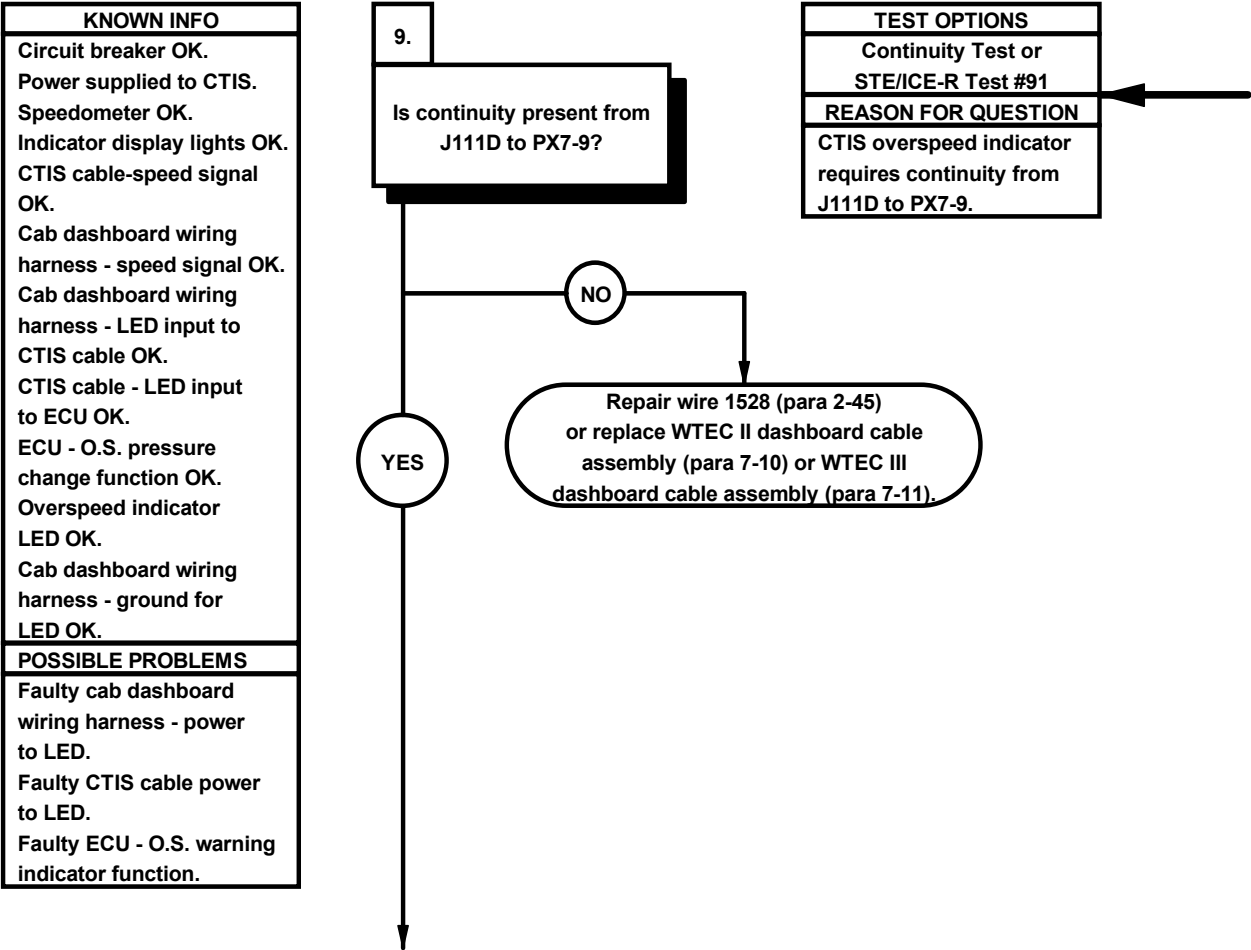 KNOWN INFO
Circuit breaker OK.
Power supplied to CTIS.
Speedometer OK.
Indicator display lights OK.
CTIS cable-speed signal
OK.
Cab dashboard wiring
harness - speed signal OK.
Cab dashboard wiring
harness - LED input to
CTIS cable OK.
CTIS cable - LED input
to ECU OK.
ECU - O.S. pressure
change function OK.
Overspeed indicator
LED OK.
Cab dashboard wiring
harness - ground for
LED OK.
POSSIBLE PROBLEMS
Faulty cab dashboard
wiring harness - power
to LED.
Faulty CTIS cable power
to LED.
Faulty ECU - O.S. warning
indicator function.
9.
Is continuity present from
J111D to PX7-9?
NO
Repair wire 1528 (para 2-45)
or replace WTEC II dashboard cable
assembly (para 7-10) or WTEC III
dashboard cable assembly (para 7-11).
YES
TEST OPTIONS
Continuity Test or
STE/ICE-R Test #91
REASON FOR QUESTION
CTIS overspeed indicator
requires continuity from
J111D to PX7-9.